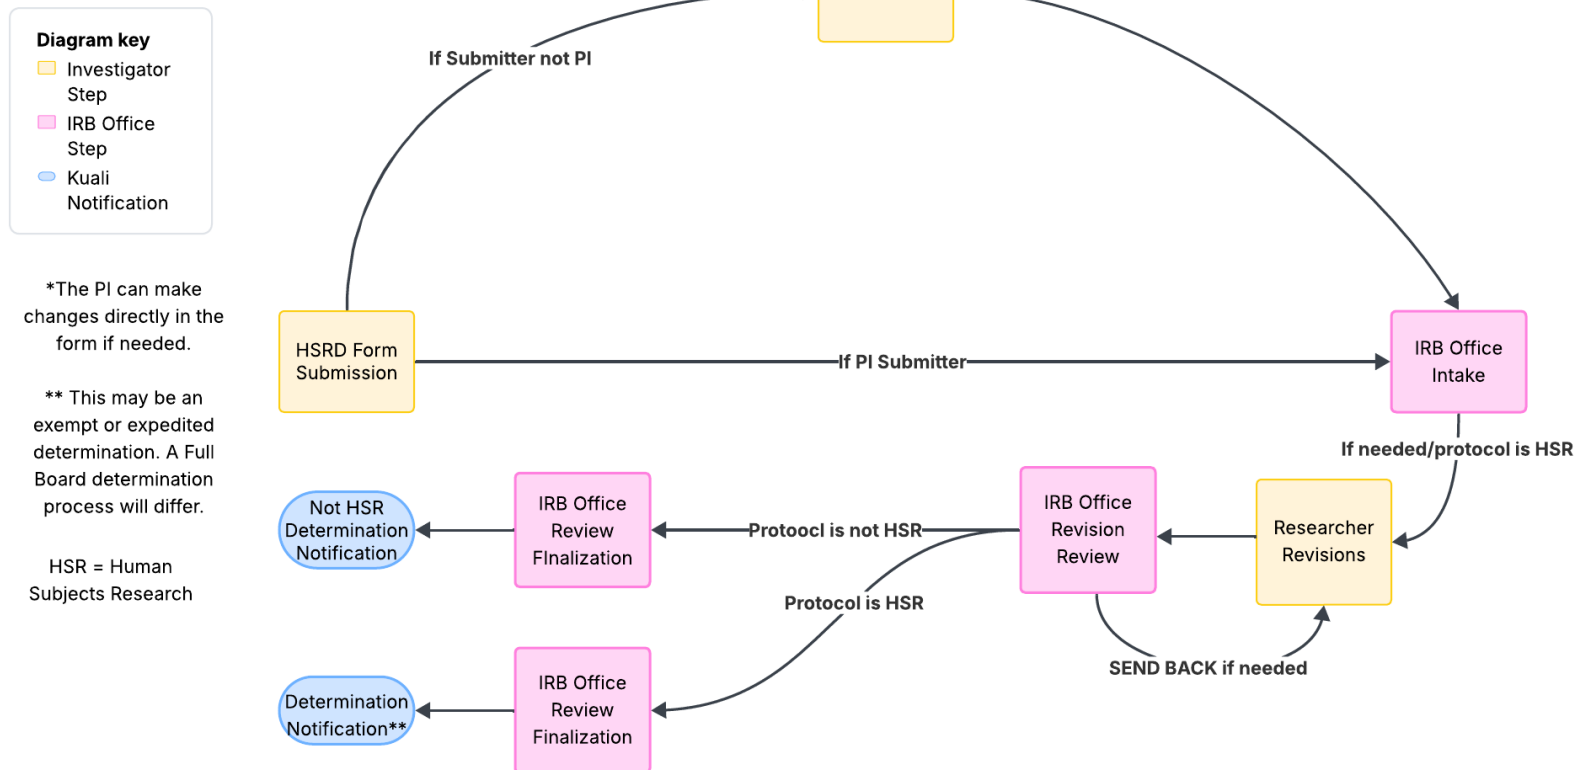 Diagram key
Investigator
Step
IRB Office
Step
Kuali
Notification
*The PI can make
changes directly in the
form if needed.
** This may be an
exempt or expedited
determination. A Full
Board determination
process will differ.
HSR = Human
Subjects Research
If Submitter not PI
HSRD Form
Submission
If PI Submitter
IRB Office
Intake
If needed/protocol is HSR
Researcher
Revisions
IRB Office
Revision
Review
SEND BACK if needed
Protoocl is not HSR
IRB Office
Review
FInalization
Not HSR
Determination
Notification
Protocol is HSR
IRB Office
Review
Finalization
Determination
Notification**